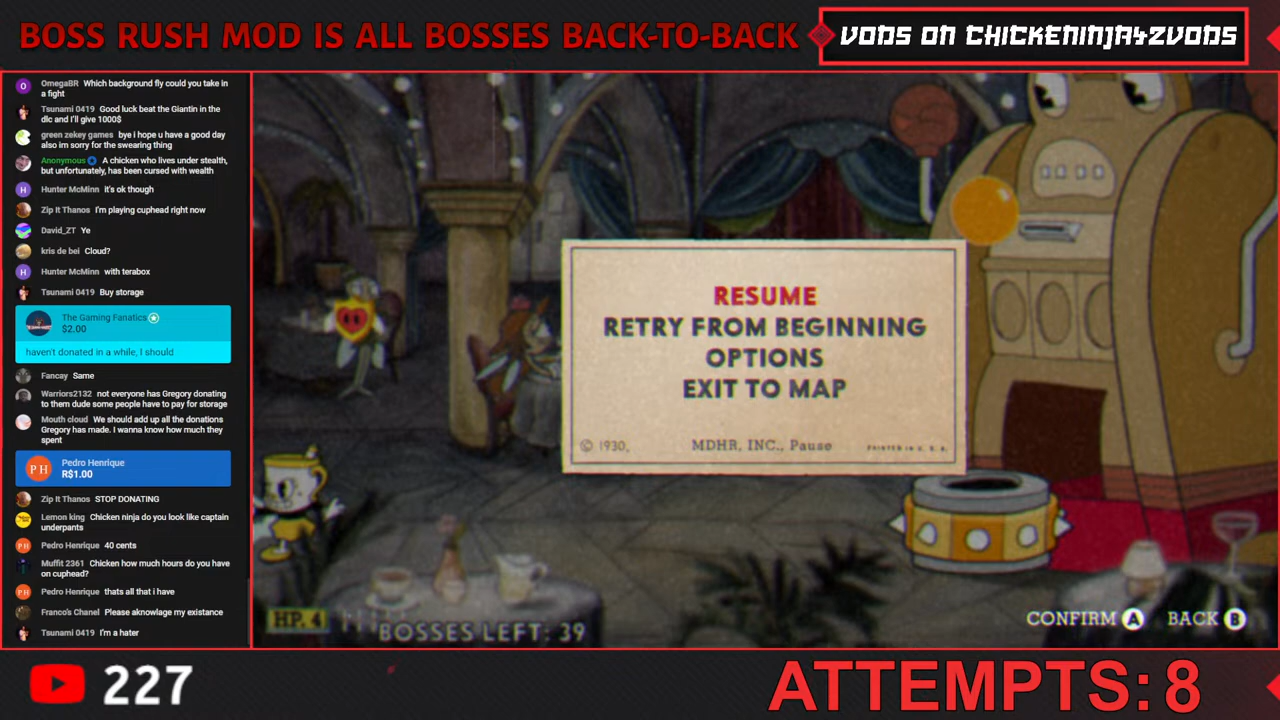 BOSS RUSH MOD IS ALL BOSSES BACK-TO-BACK
VODS ON CHICKENINJA42VODS
OmegaBR Which background fly could you take in
a fight
Tsunami 0419 Good luck beat the Giantin in the
dlc and I'll give 1000$
green zekey games bye i hope u have a good day
also im sorry for the swearing thing
Anonymous A chicken who lives under stealth,
but unfortunately, has been cursed with wealth
Hunter McMinn it's ok though
Zip It Thanos I'm playing cuphead right now
David_ZT Ye
kris de bei Cloud?
Hunter McMinn with terabox
Tsunami 0419 Buy storage
The Gaming Fanatics
$2.00
haven't donated in a while, I should
Fancay Same
Warriors2132 not everyone has Gregory donating
to them dude some people have to pay for storage
Mouth cloud We should add up all the donations
Gregory has made. I wanna know how much they
spent
PH Pedro Henrique
R$1.00
Zip It Thanos STOP DONATING
Lemon king Chicken ninja do you look like captain
underpants
Pedro Henrique 40 cents
Muffit 2361 Chicken how much hours do you have
on cuphead?
Pedro Henrique thats all that i have
Franco's Chanel Please aknowlage my existance
Tsunami 0419 I'm a hater
RESUME
RETRY FROM BEGINNING
OPTIONS
EXIT TO MAP
© 1930, MDHR, INC., Pause PRINTED IN U. S. A.
HP. 4
BOSSES LEFT: 39
CONFIRM A BACK B
227
ATTEMPTS: 8